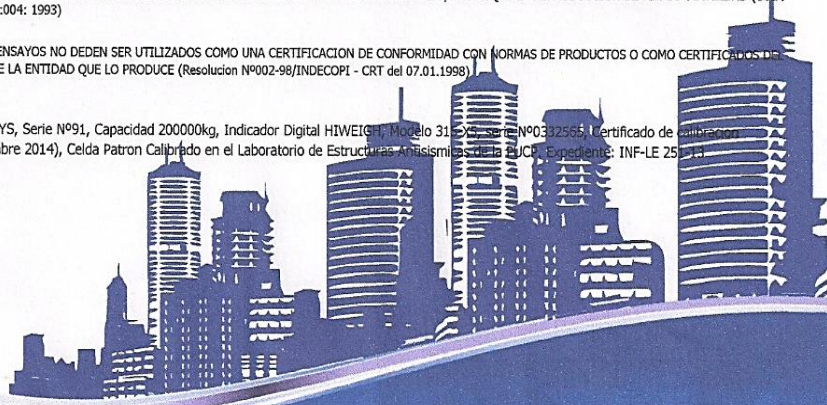 :004: 1993)
ENSAYOS NO DEDEN SER UTILIZADOS COMO UNA CERTIFICACION DE CONFORMIDAD CON NORMAS DE PRODUCTOS O COMO CERTIFICADOS DEL
E LA ENTIDAD QUE LO PRODUCE (Resolucion Nº002-98/INDECOPI - CRT del 07.01.1998)
YS, Serie Nº91, Capacidad 200000kg, Indicador Digital HIWEIGH, Modelo 315-X5, serie Nº0332565, Certificado de calibracion
bre 2014), Celda Patron Calibrado en el Laboratorio de Estructuras Antisismicas de la PUCP, Expediente: INF-LE 251-13